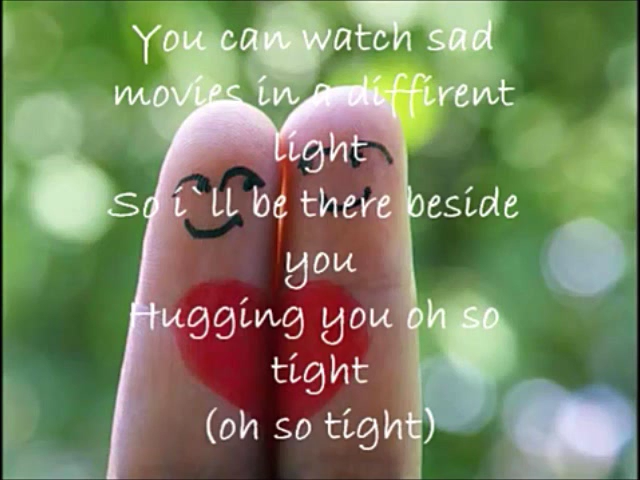 You can watch sad
movies in a diffirent
light
So i`ll be there beside
you
Hugging you oh so
tight
(oh so tight)